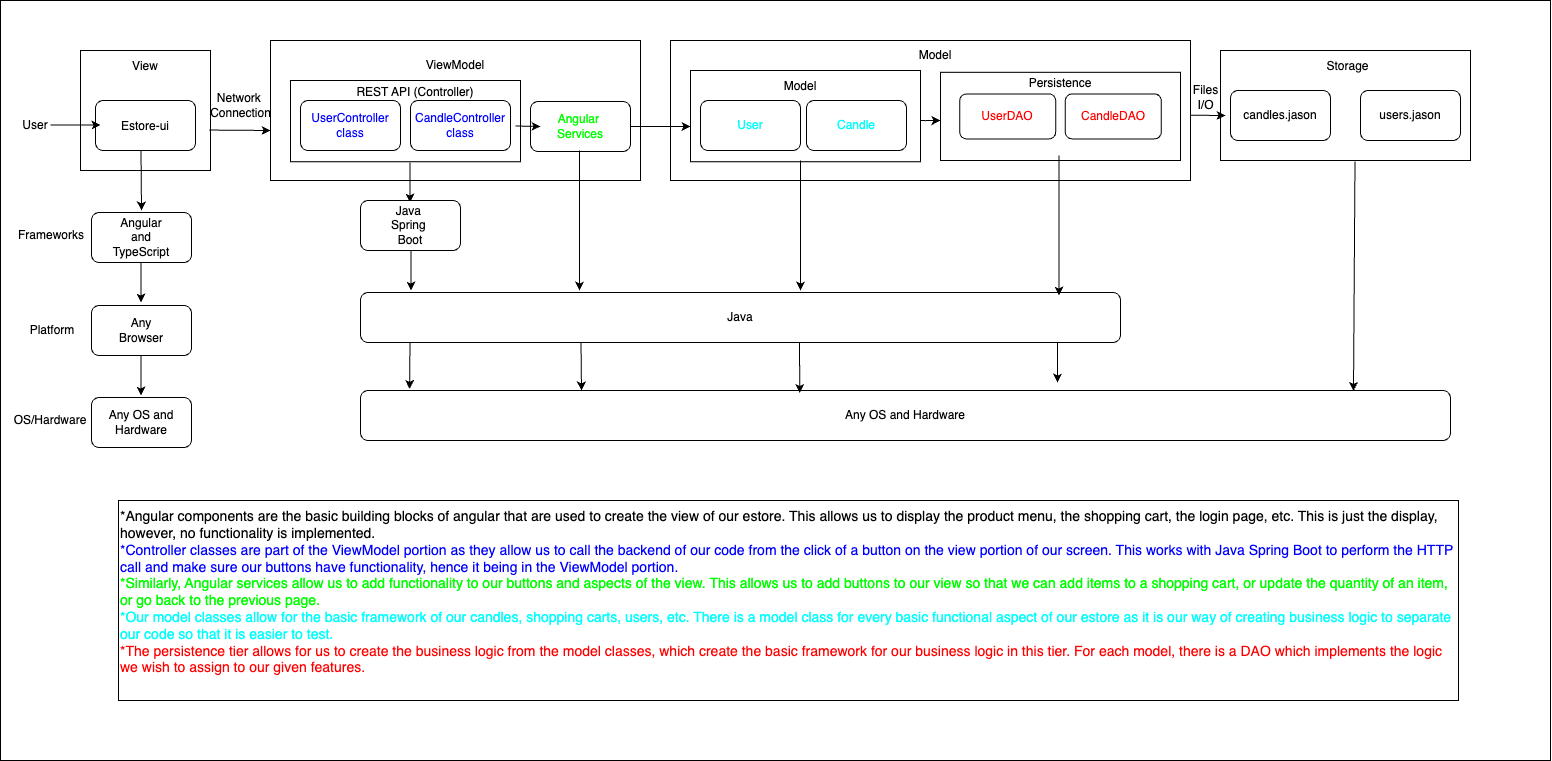 View
ViewModel
Model
Storage
User
Estore-ui
Network
Connection
REST API (Controller)
UserController
class
CandleController
class
Angular
Services
Model
User
Candle
Persistence
UserDAO
CandleDAO
Files
I/O
candles.jason
users.jason
Frameworks
Angular
and
TypeScript
Java
Spring
Boot
Platform
Any
Browser
Java
OS/Hardware
Any OS and
Hardware
Any OS and Hardware
*Angular components are the basic building blocks of angular that are used to create the view of our estore. This allows us to display the product menu, the shopping cart, the login page, etc. This is just the display,
however, no functionality is implemented.
*Controller classes are part of the ViewModel portion as they allow us to call the backend of our code from the click of a button on the view portion of our screen. This works with Java Spring Boot to perform the HTTP
call and make sure our buttons have functionality, hence it being in the ViewModel portion.
*Similarly, Angular services allow us to add functionality to our buttons and aspects of the view. This allows us to add buttons to our view so that we can add items to a shopping cart, or update the quantity of an item,
or go back to the previous page.
*Our model classes allow for the basic framework of our candles, shopping carts, users, etc. There is a model class for every basic functional aspect of our estore as it is our way of creating business logic to separate
our code so that it is easier to test.
*The persistence tier allows for us to create the business logic from the model classes, which create the basic framework for our business logic in this tier. For each model, there is a DAO which implements the logic
we wish to assign to our given features.